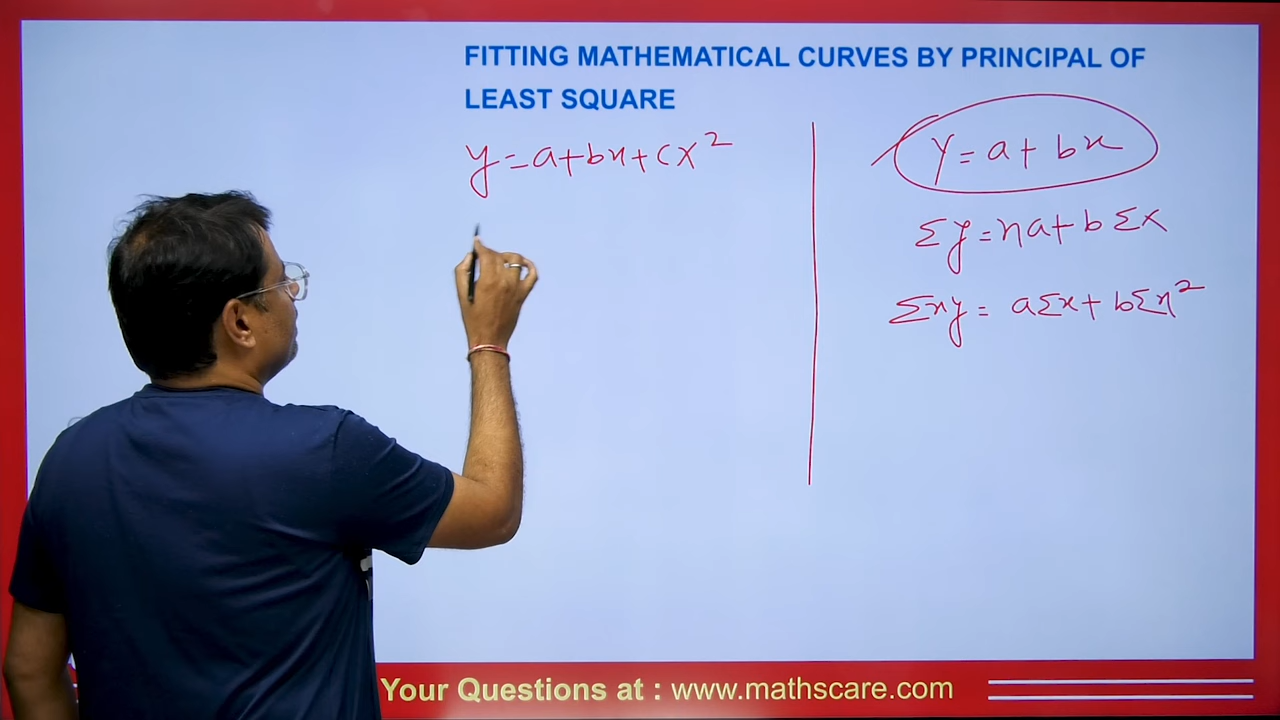 FITTING MATHEMATICAL CURVES BY PRINCIPAL OF
LEAST SQUARE
y = a + bx + cx²
y = a + bx
Σy = na + bΣx
Σxy = aΣx + bΣx²
Your Questions at : www.mathscare.com